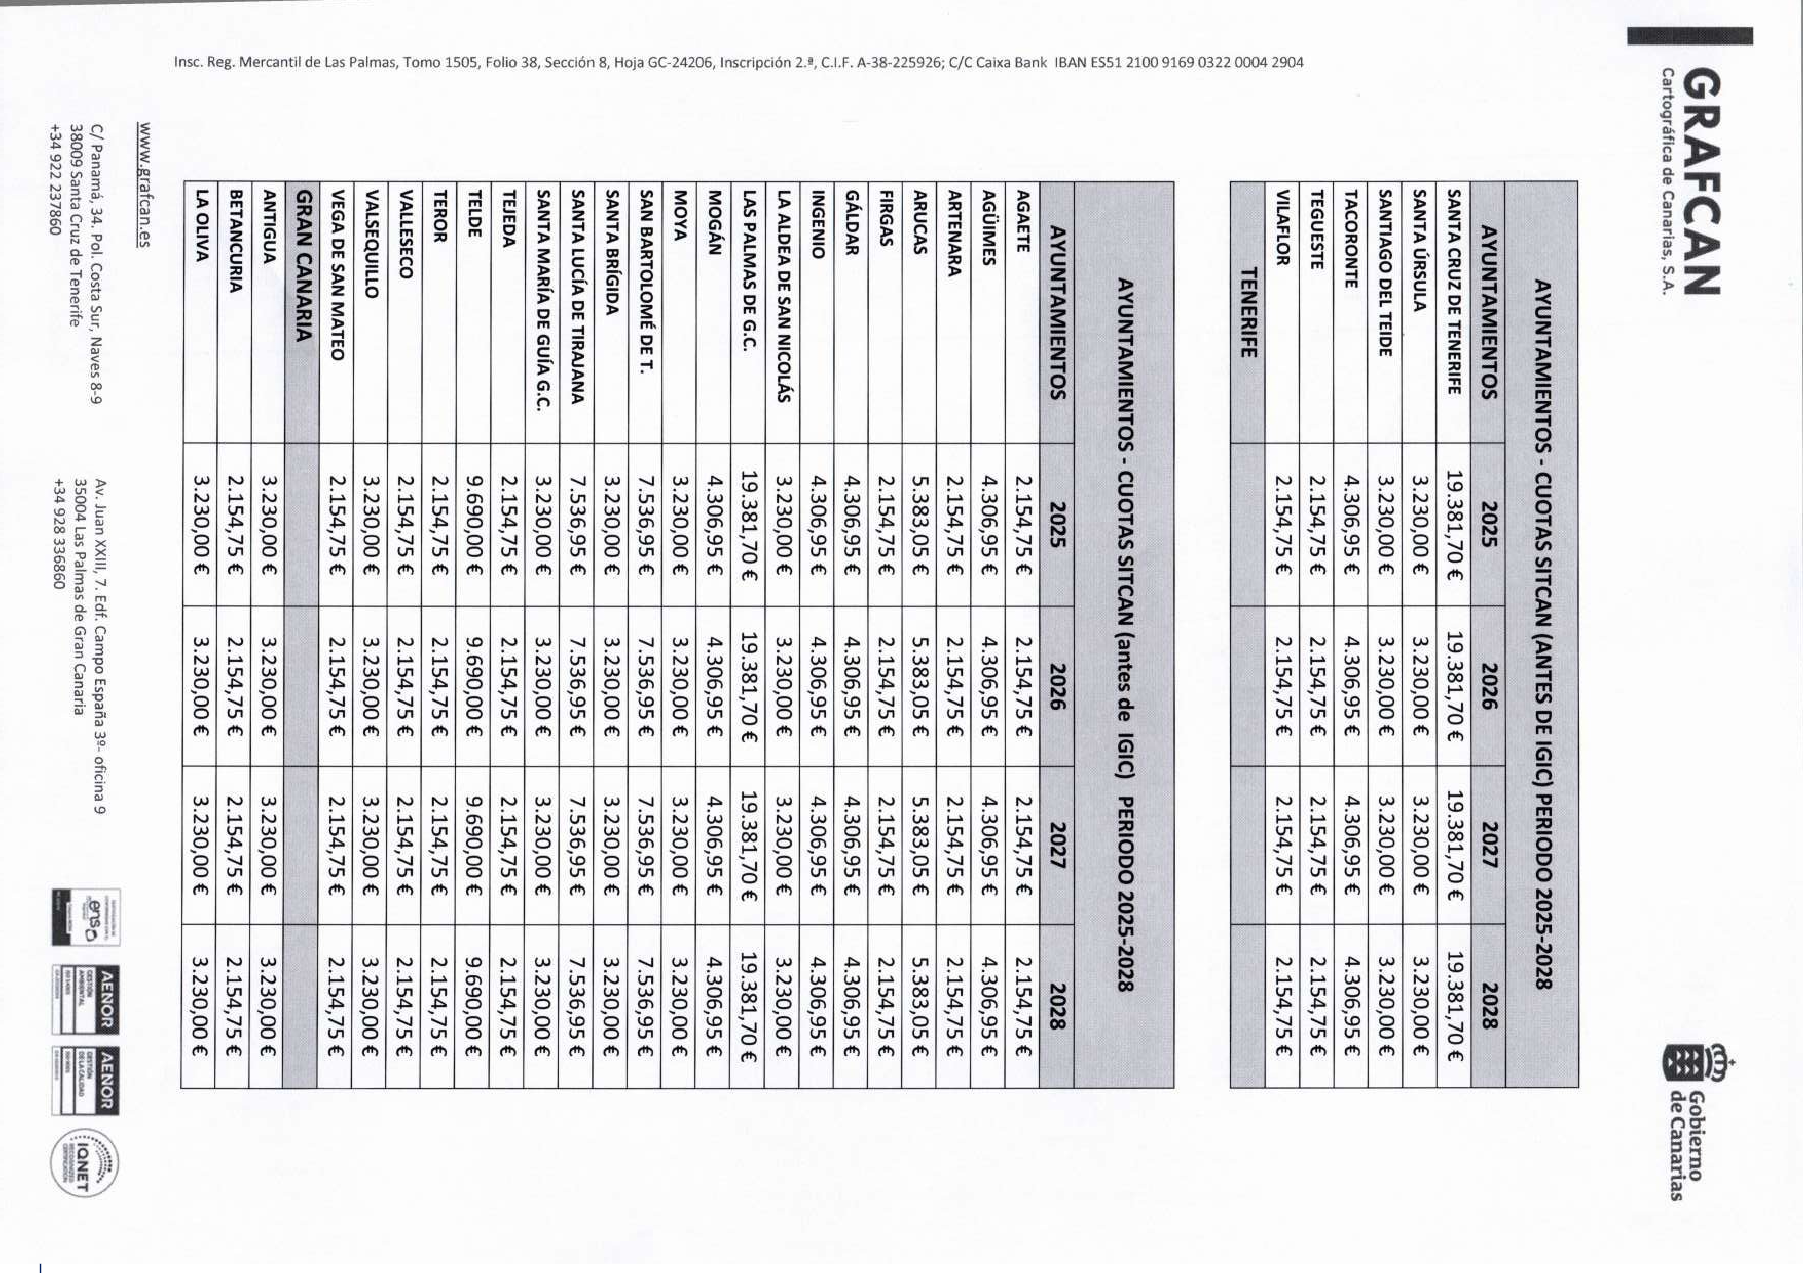 GRAFCAN
Cartográfica de Canarias, S.A.
Gobierno
de Canarias
AYUNTAMIENTOS - CUOTAS SITCAN (ANTES DE IGIC) PERIODO 2025-2028
AYUNTAMIENTOS 2025 2026 2027 2028
SANTA CRUZ DE TENERIFE 19.381,70 € 19.381,70 € 19.381,70 € 19.381,70 €
SANTA ÚRSULA 3.230,00 € 3.230,00 € 3.230,00 € 3.230,00 €
SANTIAGO DEL TEIDE 3.230,00 € 3.230,00 € 3.230,00 € 3.230,00 €
TACORONTE 4.306,95 € 4.306,95 € 4.306,95 € 4.306,95 €
TEGUESTE 2.154,75 € 2.154,75 € 2.154,75 € 2.154,75 €
VILAFLOR 2.154,75 € 2.154,75 € 2.154,75 € 2.154,75 €
TENERIFE
AYUNTAMIENTOS - CUOTAS SITCAN (antes de IGIC) PERIODO 2025-2028
AYUNTAMIENTOS 2025 2026 2027 2028
AGAETE 2.154,75 € 2.154,75 € 2.154,75 € 2.154,75 €
AGÜIMES 4.306,95 € 4.306,95 € 4.306,95 € 4.306,95 €
ARTENARA 2.154,75 € 2.154,75 € 2.154,75 € 2.154,75 €
ARUCAS 5.383,05 € 5.383,05 € 5.383,05 € 5.383,05 €
FIRGAS 2.154,75 € 2.154,75 € 2.154,75 € 2.154,75 €
GÁLDAR 4.306,95 € 4.306,95 € 4.306,95 € 4.306,95 €
INGENIO 4.306,95 € 4.306,95 € 4.306,95 € 4.306,95 €
LA ALDEA DE SAN NICOLÁS 3.230,00 € 3.230,00 € 3.230,00 € 3.230,00 €
LAS PALMAS DE G.C. 19.381,70 € 19.381,70 € 19.381,70 € 19.381,70 €
MOGÁN 4.306,95 € 4.306,95 € 4.306,95 € 4.306,95 €
MOYA 3.230,00 € 3.230,00 € 3.230,00 € 3.230,00 €
SAN BARTOLOMÉ DE T. 7.536,95 € 7.536,95 € 7.536,95 € 7.536,95 €
SANTA BRÍGIDA 3.230,00 € 3.230,00 € 3.230,00 € 3.230,00 €
SANTA LUCÍA DE TIRAJANA 7.536,95 € 7.536,95 € 7.536,95 € 7.536,95 €
SANTA MARÍA DE GUÍA G.C. 3.230,00 € 3.230,00 € 3.230,00 € 3.230,00 €
TEJEDA 2.154,75 € 2.154,75 € 2.154,75 € 2.154,75 €
TELDE 9.690,00 € 9.690,00 € 9.690,00 € 9.690,00 €
TEROR 2.154,75 € 2.154,75 € 2.154,75 € 2.154,75 €
VALLESECO 2.154,75 € 2.154,75 € 2.154,75 € 2.154,75 €
VALSEQUILLO 3.230,00 € 3.230,00 € 3.230,00 € 3.230,00 €
VEGA DE SAN MATEO 2.154,75 € 2.154,75 € 2.154,75 € 2.154,75 €
GRAN CANARIA
ANTIGUA 3.230,00 € 3.230,00 € 3.230,00 € 3.230,00 €
BETANCURIA 2.154,75 € 2.154,75 € 2.154,75 € 2.154,75 €
LA OLIVA 3.230,00 € 3.230,00 € 3.230,00 € 3.230,00 €
Insc. Reg. Mercantil de Las Palmas, Tomo 1505, Folio 38, Sección 8, Hoja GC-24206, Inscripción 2.ª, C.I.F. A-38-225926; C/C Caixa Bank IBAN ES51 2100 9169 0322 0004 2904
www.grafcan.es
C/ Panamá, 34. Pol. Costa Sur, Naves 8-9
38009 Santa Cruz de Tenerife
+34 922 237860
Av. Juan XXIII, 7. Edf. Campo España 3º- oficina 9
35004 Las Palmas de Gran Canaria
+34 928 336860
ens
AENOR
GESTIÓN
AMBIENTAL
AENOR
GESTIÓN
DE LA CALIDAD
IQNET